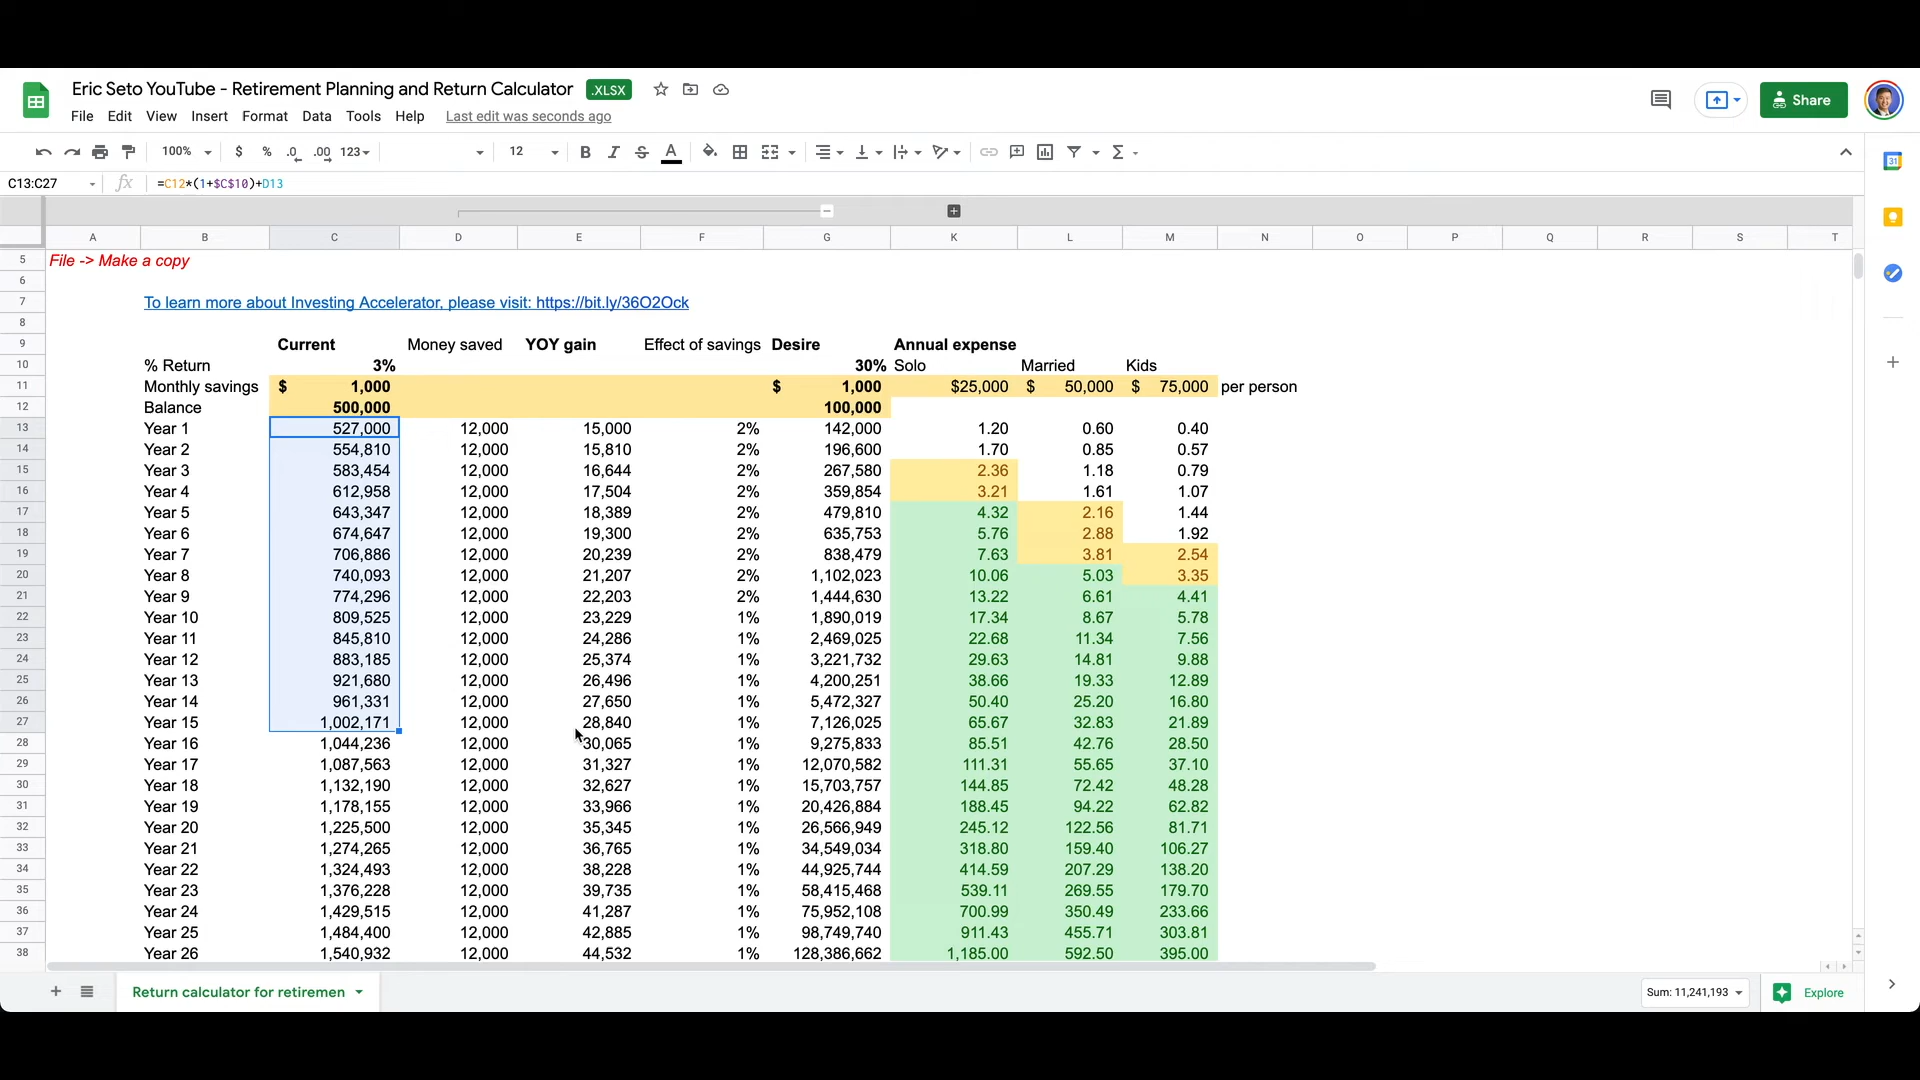 Eric Seto YouTube - Retirement Planning and Return Calculator .XLSX
Share
File Edit View Insert Format Data Tools Help Last edit was seconds ago
100% $ % .0 .00 123 12 B I S A Σ
31
C13:C27 fx =C12*(1+$C$10)+D13
A B C D E F G K L M N O P Q R S T
5 File -> Make a copy
6
7 To learn more about Investing Accelerator, please visit: https://bit.ly/36O2Ock
8
9 Current Money saved YOY gain Effect of savings Desire Annual expense
10 % Return 3% 30% Solo Married Kids
11 Monthly savings $ 1,000 $ 1,000 $25,000 $ 50,000 $ 75,000 per person
12 Balance 500,000 100,000
13 Year 1 527,000 12,000 15,000 2% 142,000 1.20 0.60 0.40
14 Year 2 554,810 12,000 15,810 2% 196,600 1.70 0.85 0.57
15 Year 3 583,454 12,000 16,644 2% 267,580 2.36 1.18 0.79
16 Year 4 612,958 12,000 17,504 2% 359,854 3.21 1.61 1.07
17 Year 5 643,347 12,000 18,389 2% 479,810 4.32 2.16 1.44
18 Year 6 674,647 12,000 19,300 2% 635,753 5.76 2.88 1.92
19 Year 7 706,886 12,000 20,239 2% 838,479 7.63 3.81 2.54
20 Year 8 740,093 12,000 21,207 2% 1,102,023 10.06 5.03 3.35
21 Year 9 774,296 12,000 22,203 2% 1,444,630 13.22 6.61 4.41
22 Year 10 809,525 12,000 23,229 1% 1,890,019 17.34 8.67 5.78
23 Year 11 845,810 12,000 24,286 1% 2,469,025 22.68 11.34 7.56
24 Year 12 883,185 12,000 25,374 1% 3,221,732 29.63 14.81 9.88
25 Year 13 921,680 12,000 26,496 1% 4,200,251 38.66 19.33 12.89
26 Year 14 961,331 12,000 27,650 1% 5,472,327 50.40 25.20 16.80
27 Year 15 1,002,171 12,000 28,840 1% 7,126,025 65.67 32.83 21.89
28 Year 16 1,044,236 12,000 30,065 1% 9,275,833 85.51 42.76 28.50
29 Year 17 1,087,563 12,000 31,327 1% 12,070,582 111.31 55.65 37.10
30 Year 18 1,132,190 12,000 32,627 1% 15,703,757 144.85 72.42 48.28
31 Year 19 1,178,155 12,000 33,966 1% 20,426,884 188.45 94.22 62.82
32 Year 20 1,225,500 12,000 35,345 1% 26,566,949 245.12 122.56 81.71
33 Year 21 1,274,265 12,000 36,765 1% 34,549,034 318.80 159.40 106.27
34 Year 22 1,324,493 12,000 38,228 1% 44,925,744 414.59 207.29 138.20
35 Year 23 1,376,228 12,000 39,735 1% 58,415,468 539.11 269.55 179.70
36 Year 24 1,429,515 12,000 41,287 1% 75,952,108 700.99 350.49 233.66
37 Year 25 1,484,400 12,000 42,885 1% 98,749,740 911.43 455.71 303.81
38 Year 26 1,540,932 12,000 44,532 1% 128,386,662 1,185.00 592.50 395.00
Return calculator for retiremen Sum: 11,241,193 Explore